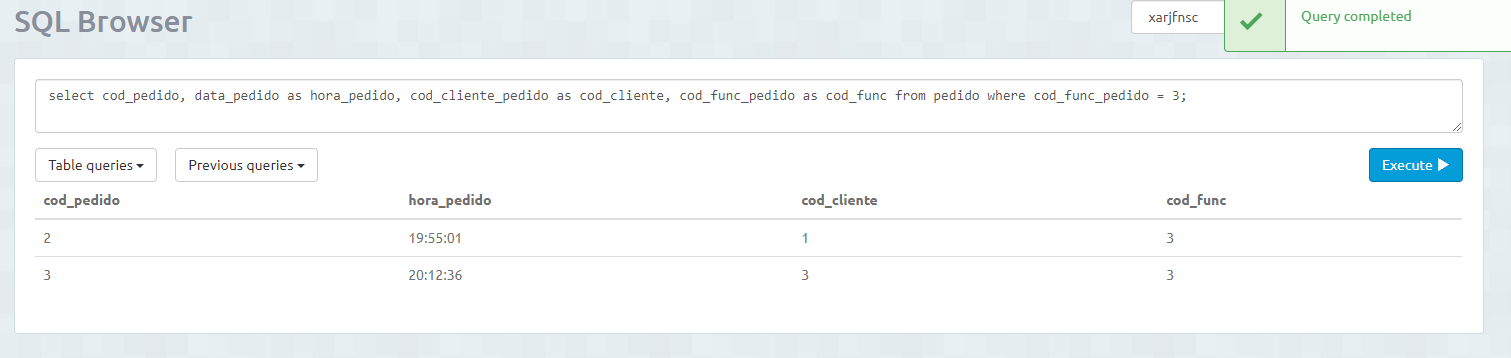 SQL Browser
xarjfnsc
Query completed
select cod_pedido, data_pedido as hora_pedido, cod_cliente_pedido as cod_cliente, cod_func_pedido as cod_func from pedido where cod_func_pedido = 3;
Table queries
Previous queries
Execute
cod_pedido hora_pedido cod_cliente cod_func
2 19:55:01 1 3
3 20:12:36 3 3